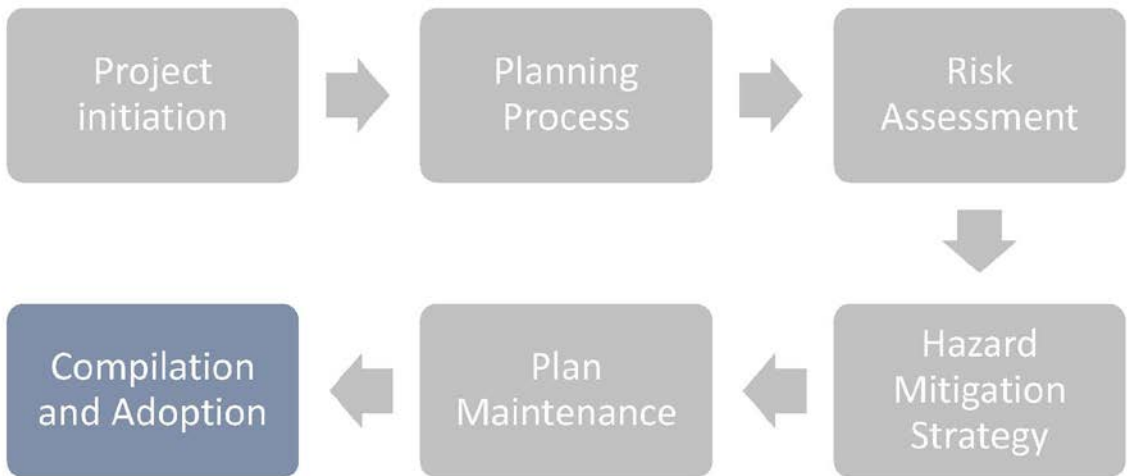 Project
initiation
Planning
Process
Risk
Assessment
Hazard
Mitigation
Strategy
Plan
Maintenance
Compilation
and Adoption